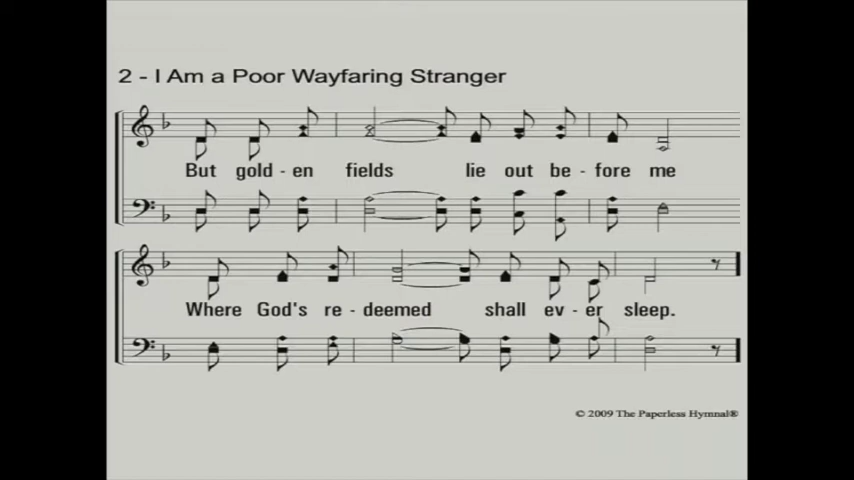 2 - I Am a Poor Wayfaring Stranger
But gold - en fields lie out be - fore me
Where God's re - deemed shall ev - er sleep.
© 2009 The Paperless Hymnal®